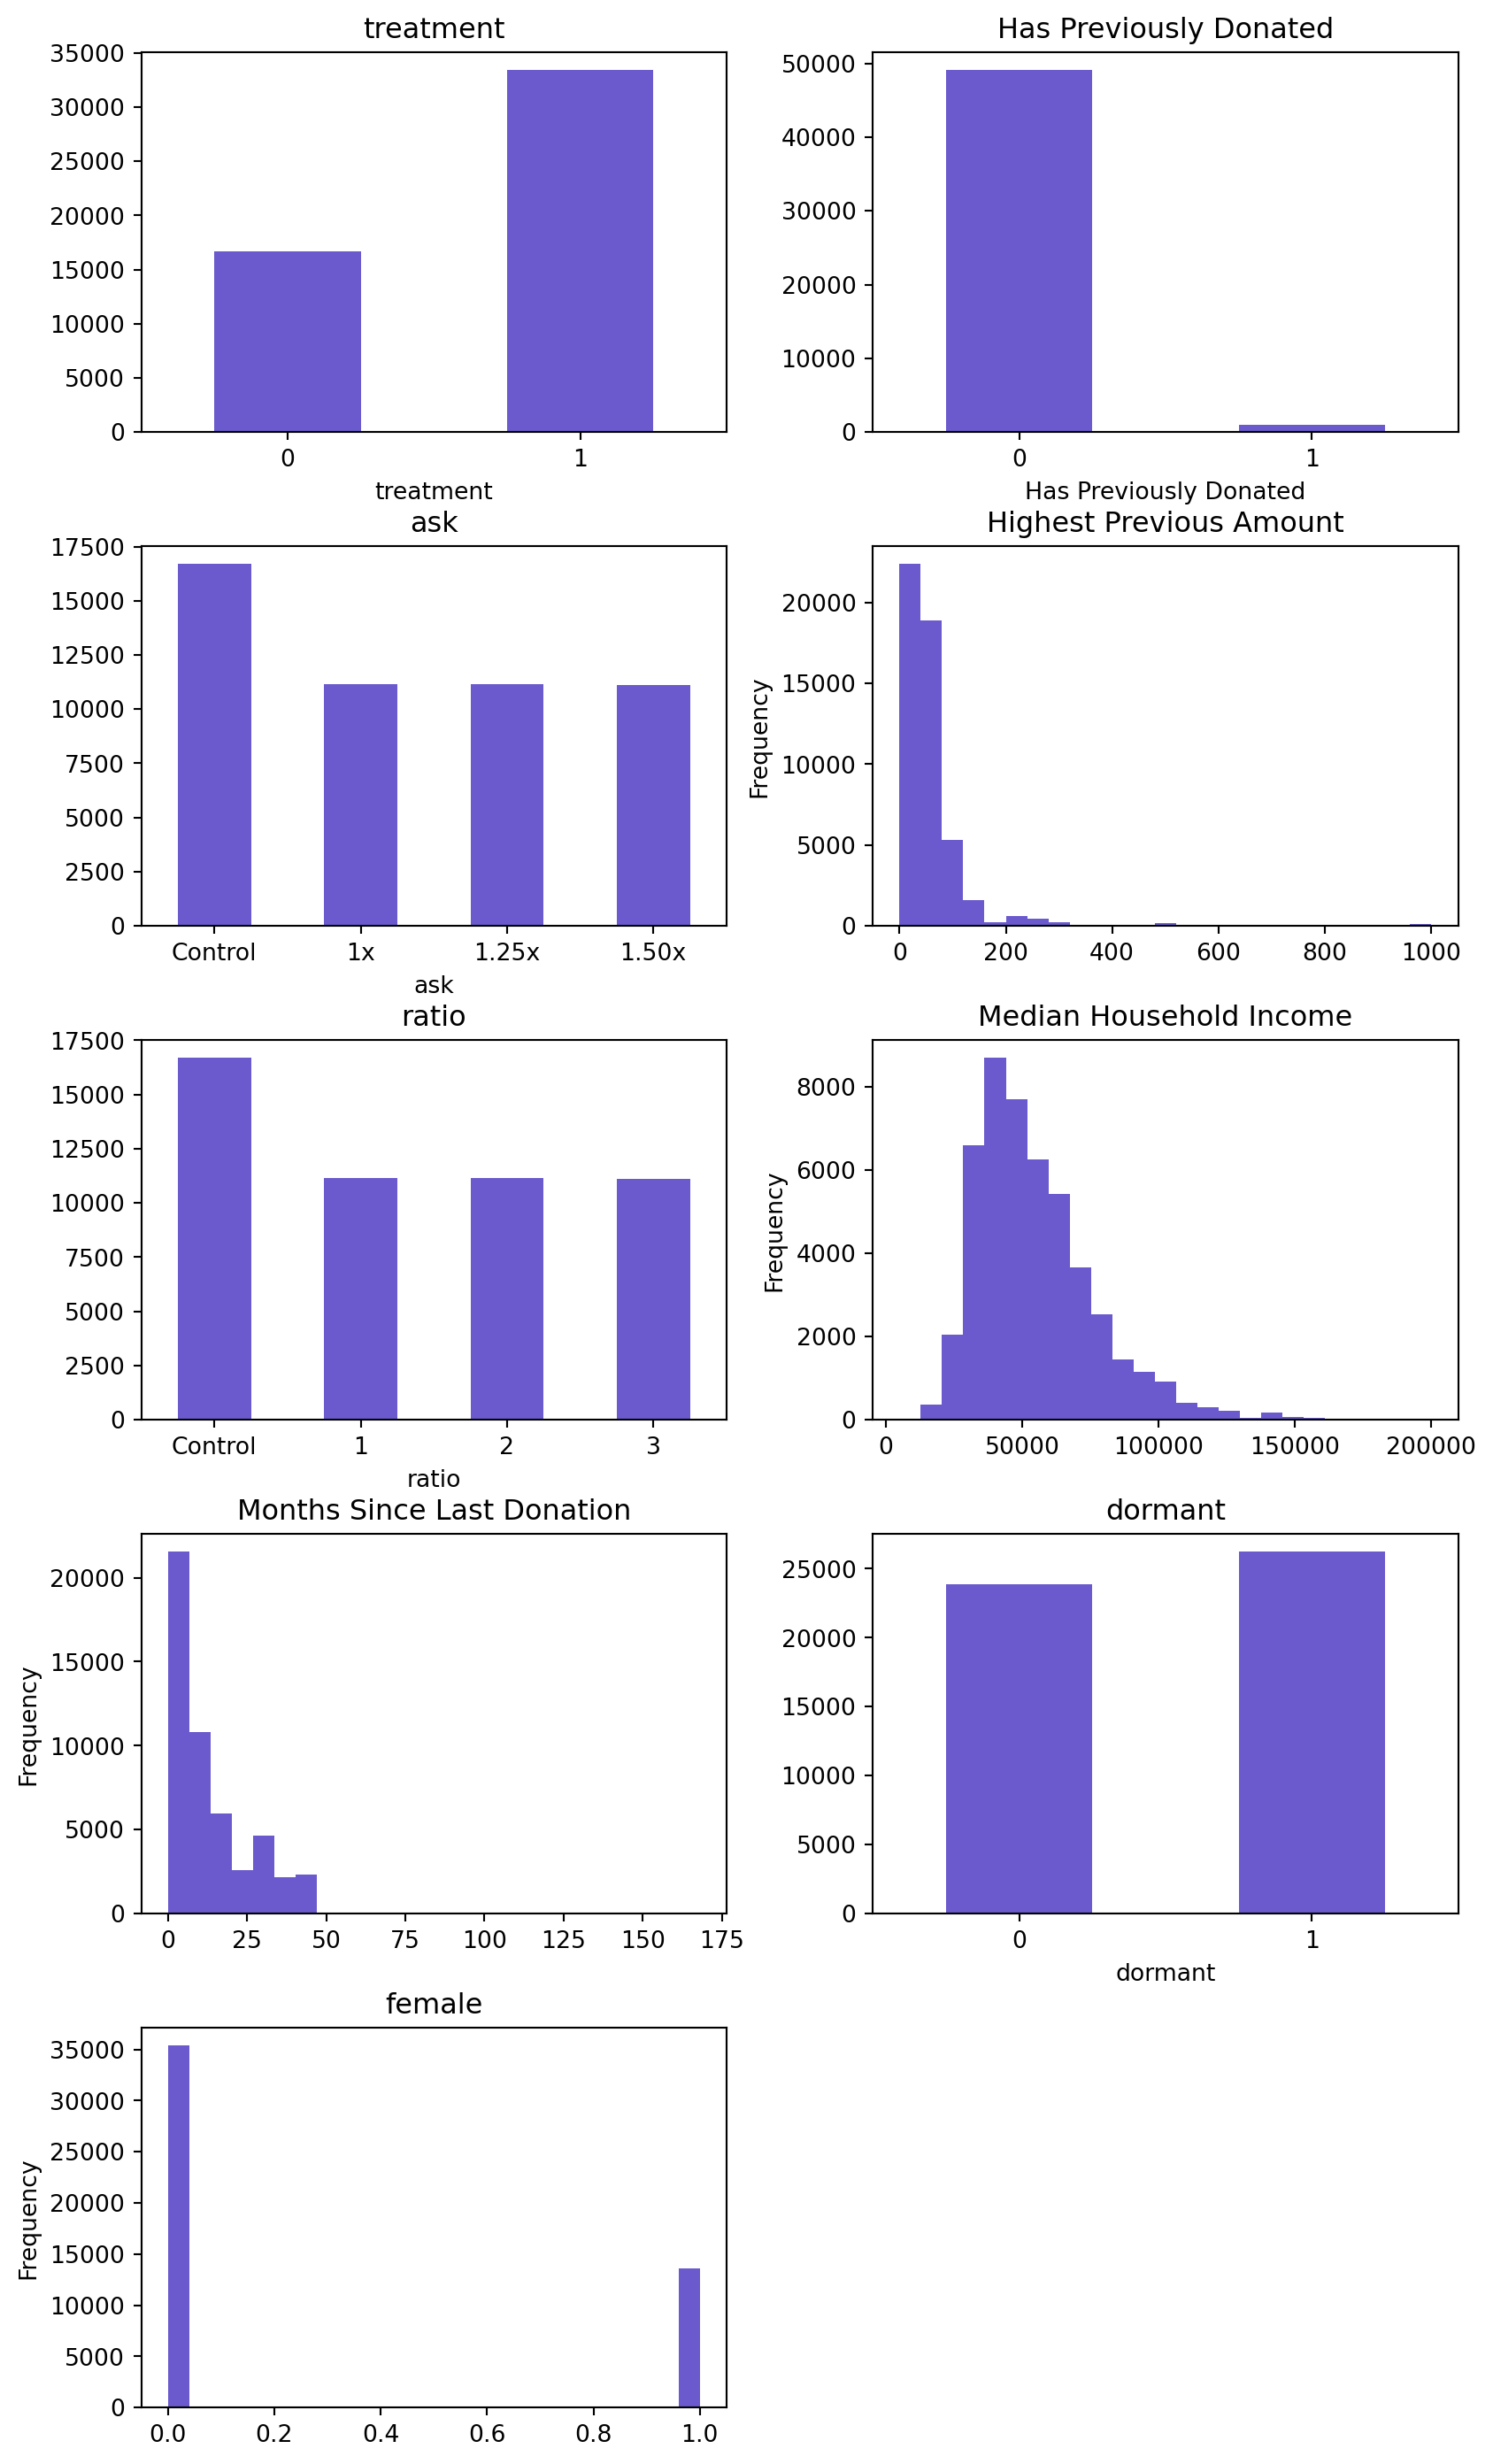 treatment
35000
30000
25000
20000
15000
10000
5000
0
0 1
treatment
Has Previously Donated
50000
40000
30000
20000
10000
0
0 1
Has Previously Donated
ask
17500
15000
12500
10000
7500
5000
2500
0
Control 1x 1.25x 1.50x
ask
Highest Previous Amount
Frequency
20000
15000
10000
5000
0
0 200 400 600 800 1000
ratio
17500
15000
12500
10000
7500
5000
2500
0
Control 1 2 3
ratio
Median Household Income
Frequency
8000
6000
4000
2000
0
0 50000 100000 150000 200000
Months Since Last Donation
Frequency
20000
15000
10000
5000
0
0 25 50 75 100 125 150 175
dormant
25000
20000
15000
10000
5000
0
0 1
dormant
female
Frequency
35000
30000
25000
20000
15000
10000
5000
0
0.0 0.2 0.4 0.6 0.8 1.0